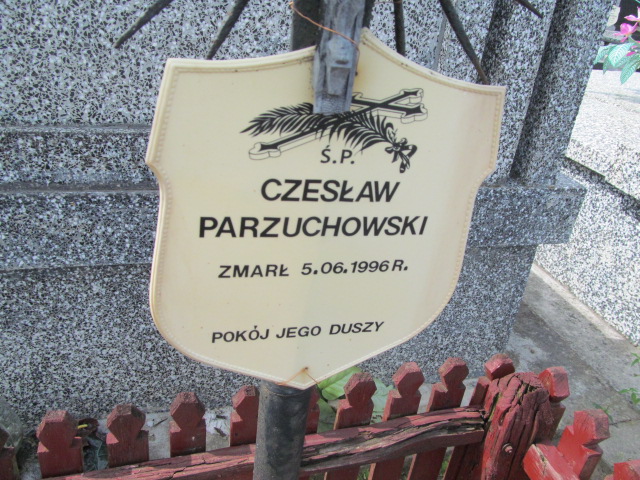 Ś.P.
CZESŁAW
PARZUCHOWSKI
ZMARŁ 5.06.1996 R.
POKÓJ JEGO DUSZY